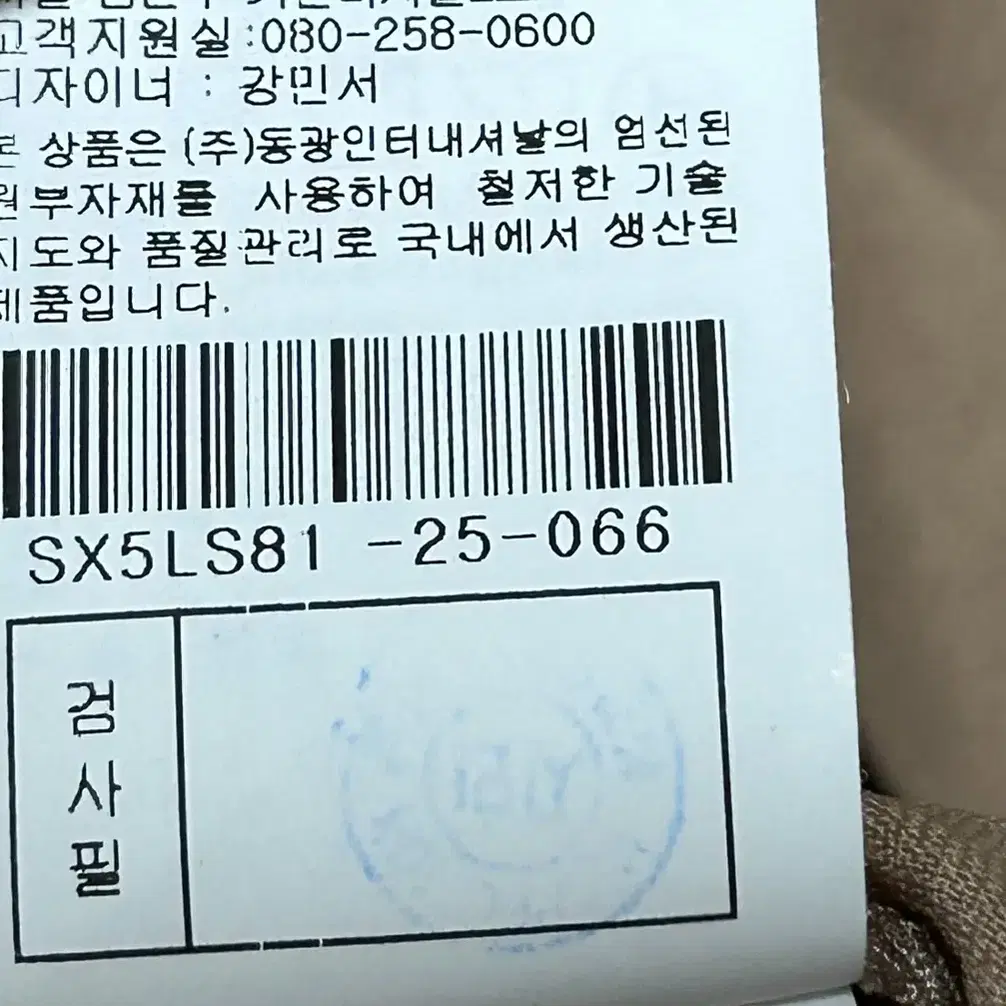 고객지원실:080-258-0600
디자이너 : 강민서
본 상품은 (주)동광인터내셔날의 엄선된
원부자재를 사용하여 철저한 기술
지도와 품질관리로 국내에서 생산된
제품입니다.
SX5LS81 -25-066
검
사
필